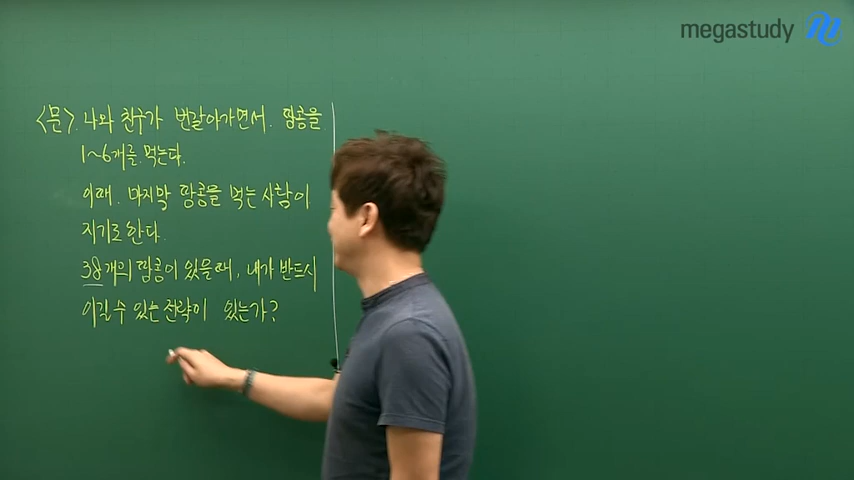 megastudy
<문>. 나와 친구가 번갈아가면서. 땅콩을
1~6개를 먹는다.
이때. 마지막 땅콩을 먹는 사람이
지기로 한다.
38개의 땅콩이 있을때, 내가 반드시
이길 수 있는 전략이 있는가?